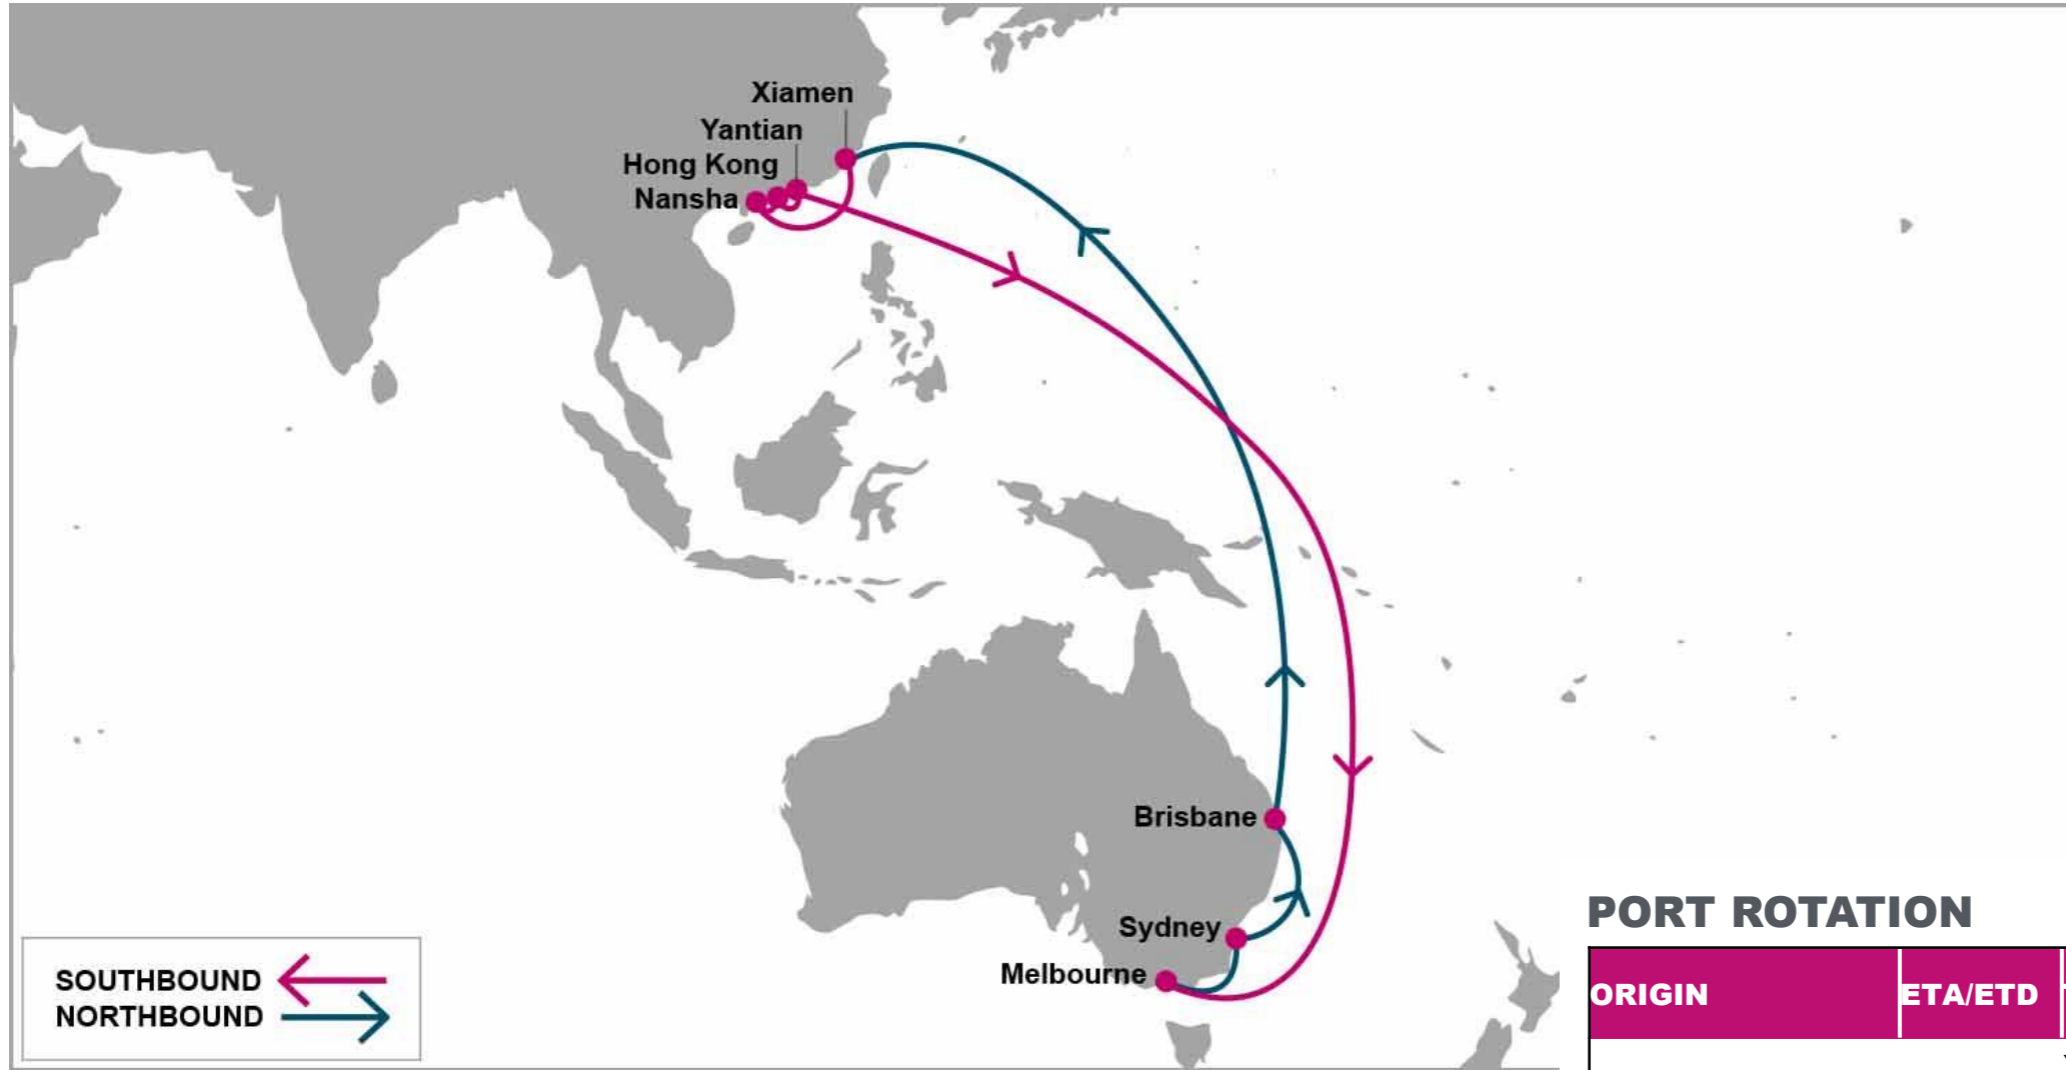 Xiamen
Yantian
Hong Kong
Nansha
Brisbane
Sydney
Melbourne
SOUTHBOUND
NORTHBOUND
PORT ROTATION
ORIGIN ETA/ETD